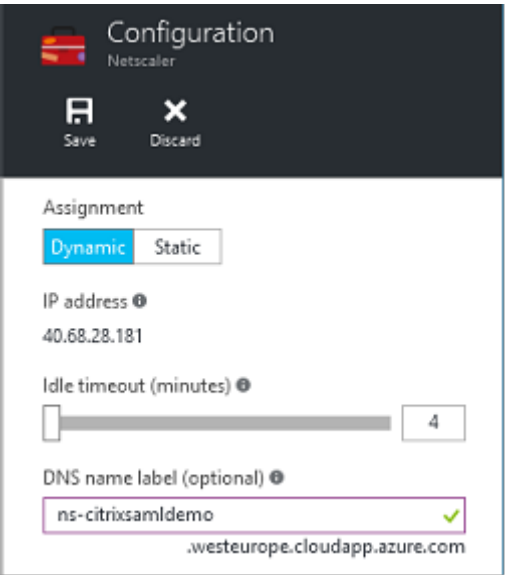 Configuration
Netscaler
Save Discard
Assignment
Dynamic Static
IP address
40.68.28.181
Idle timeout (minutes)
4
DNS name label (optional)
ns-citrixsamldemo
.westeurope.cloudapp.azure.com